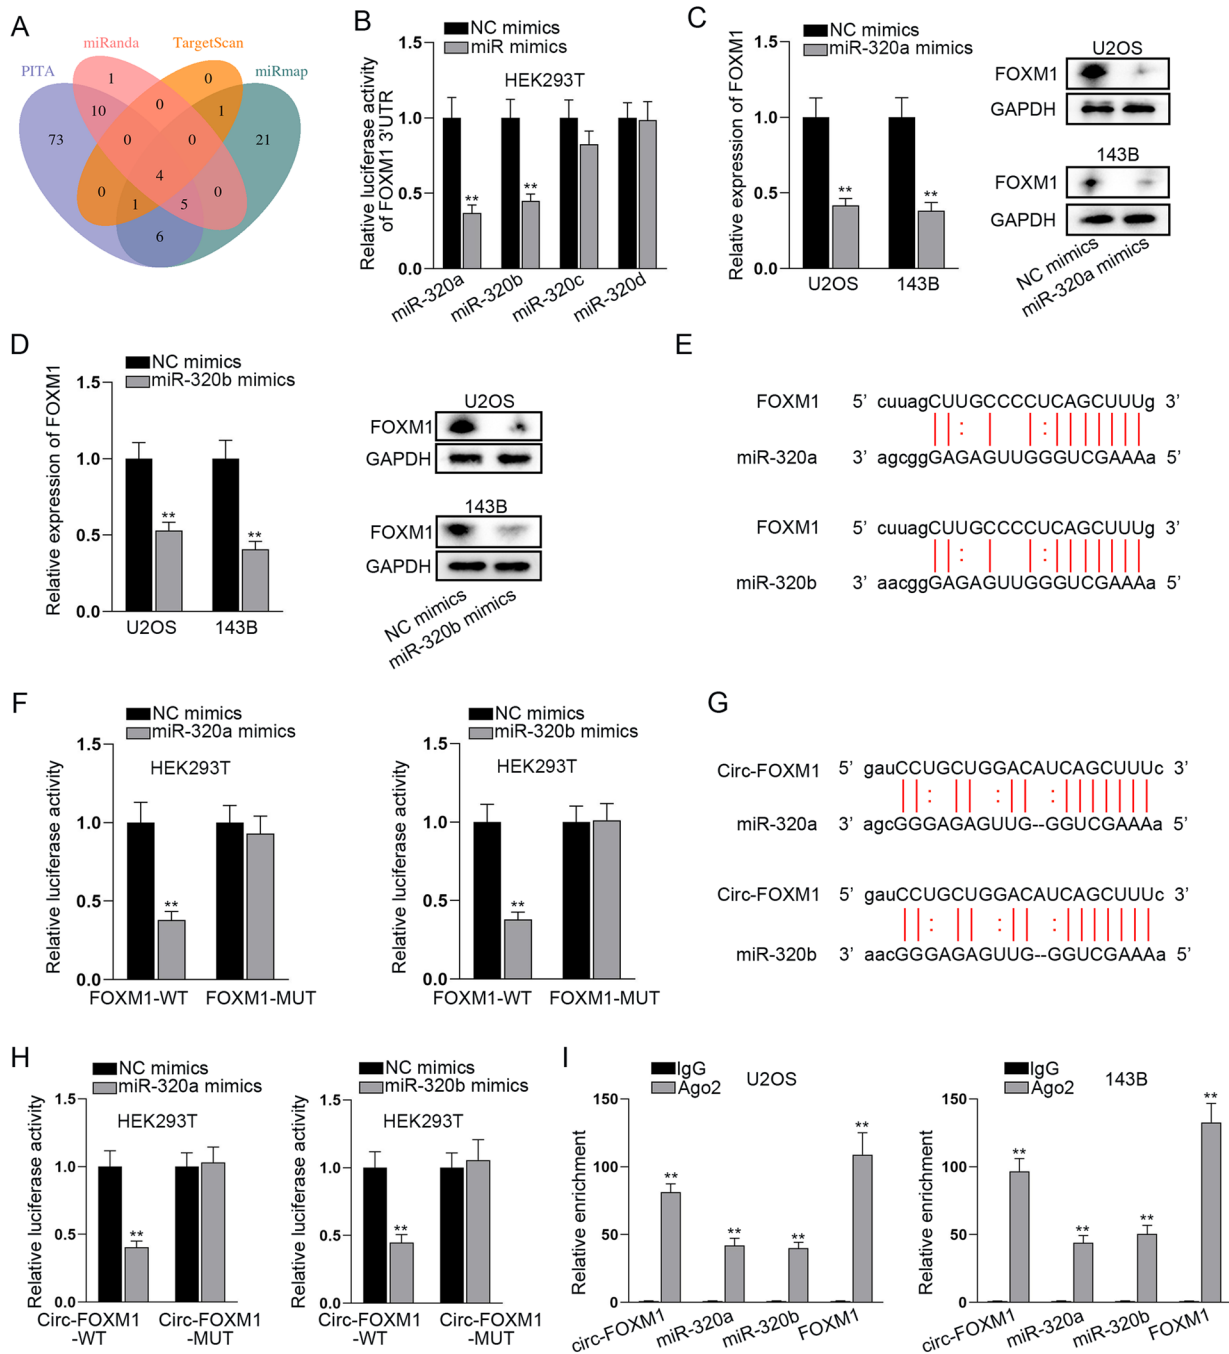 A
miRanda
TargetScan
PITA
miRmap
1
0
10
0
1
73
0
0
21
4
0
1
5
0
6
B
NC mimics
miR mimics
HEK293T
Relative luciferase activity
of FOXM1 3'UTR
1.5
1.0
0.5
0.0
**
**
miR-320a
miR-320b
miR-320c
miR-320d
C
NC mimics
miR-320a mimics
Relative expression of FOXM1
1.5
1.0
0.5
0.0
**
**
U2OS
143B
U2OS
FOXM1
GAPDH
143B
FOXM1
GAPDH
NC mimics
miR-320a mimics
D
NC mimics
miR-320b mimics
Relative expression of FOXM1
1.5
1.0
0.5
0.0
**
**
U2OS
143B
U2OS
FOXM1
GAPDH
143B
FOXM1
GAPDH
NC mimics
miR-320b mimics
E
FOXM1 5' cuuagCUUGCCCCUCAGCUUUg 3'
miR-320a 3' agcggGAGAGUUGGGUCGAAAa 5'
FOXM1 5' cuuagCUUGCCCCUCAGCUUUg 3'
miR-320b 3' aacggGAGAGUUGGGUCGAAAa 5'
F
NC mimics
miR-320a mimics
HEK293T
Relative luciferase activity
1.5
1.0
0.5
0.0
**
FOXM1-WT
FOXM1-MUT
NC mimics
miR-320b mimics
HEK293T
Relative luciferase activity
1.5
1.0
0.5
0.0
**
FOXM1-WT
FOXM1-MUT
G
Circ-FOXM1 5' gauCCUGCUGGACAUCAGCUUUc 3'
miR-320a 3' agcGGGAGAGUUG--GGUCGAAAa 5'
Circ-FOXM1 5' gauCCUGCUGGACAUCAGCUUUc 3'
miR-320b 3' aacGGGAGAGUUG--GGUCGAAAa 5'
H
NC mimics
miR-320a mimics
HEK293T
Relative luciferase activity
1.5
1.0
0.5
0.0
**
Circ-FOXM1
-WT
Circ-FOXM1
-MUT
NC mimics
miR-320b mimics
HEK293T
Relative luciferase activity
1.5
1.0
0.5
0.0
**
Circ-FOXM1
-WT
Circ-FOXM1
-MUT
I
IgG
Ago2
U2OS
Relative enrichment
150
100
50
0
**
**
**
**
circ-FOXM1
miR-320a
miR-320b
FOXM1
IgG
Ago2
143B
Relative enrichment
150
100
50
0
**
**
**
**
circ-FOXM1
miR-320a
miR-320b
FOXM1